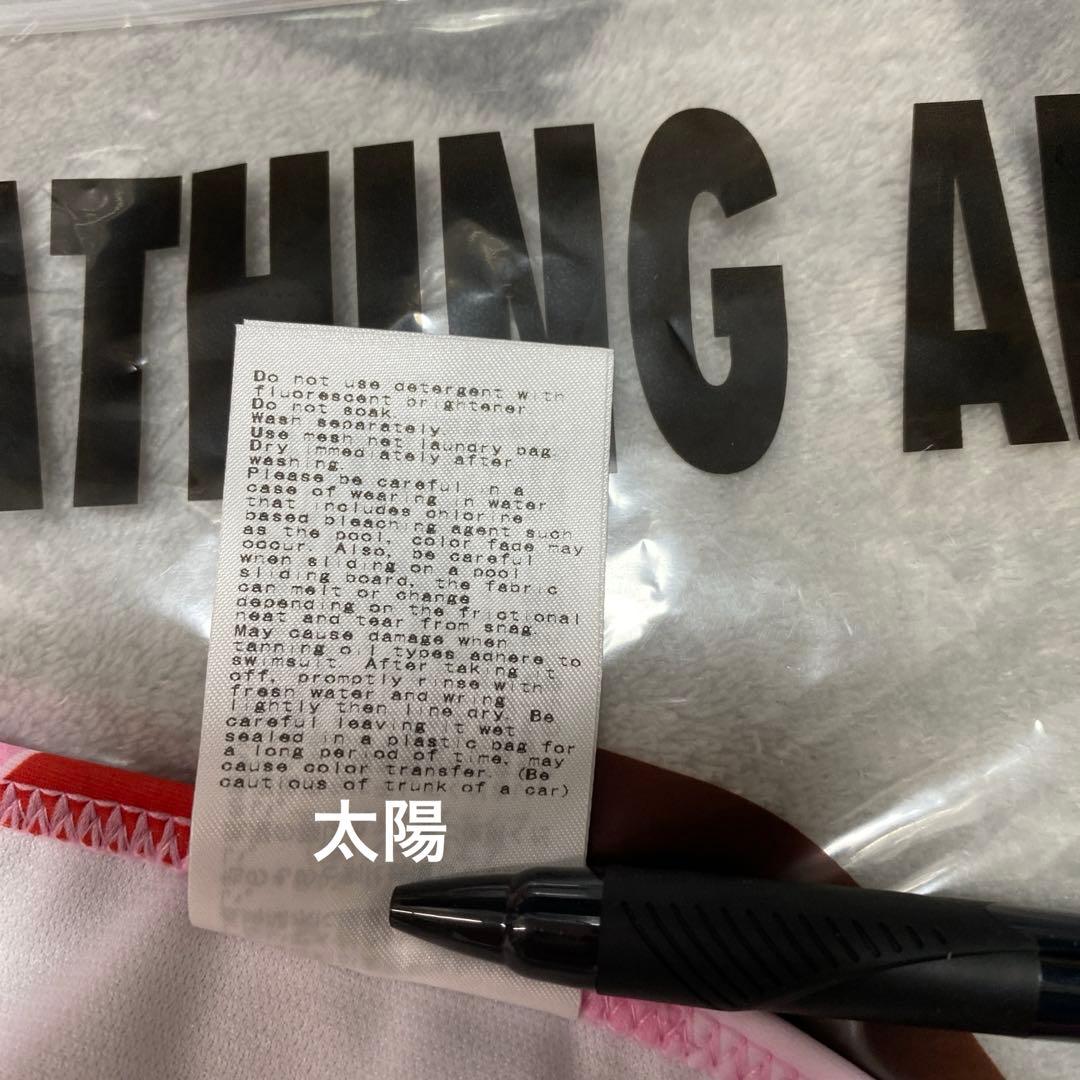 ATHING A
Do not use detergent with
fluorescent brightener
Do not soak.
Wash separately.
Use mesh net laundry bag
Dry immediately after
washing.
Please be careful in a
case of wearing in water
that includes chlorine
based bleaching agent such
as the pool, color fade may
occur. Also, be careful
when sliding on a pool
sliding board, the fabric
can melt or change
depending on the frictional
heat and tear from snag.
May cause damage when
tanning oil types adhere to
swimsuit. After taking it
off, promptly rinse with
fresh water and wring
lightly then line dry. Be
careful leaving it wet
sealed in a plastic bag for
a long period of time, may
cause color transfer. (Be
cautious of trunk of a car)
太陽